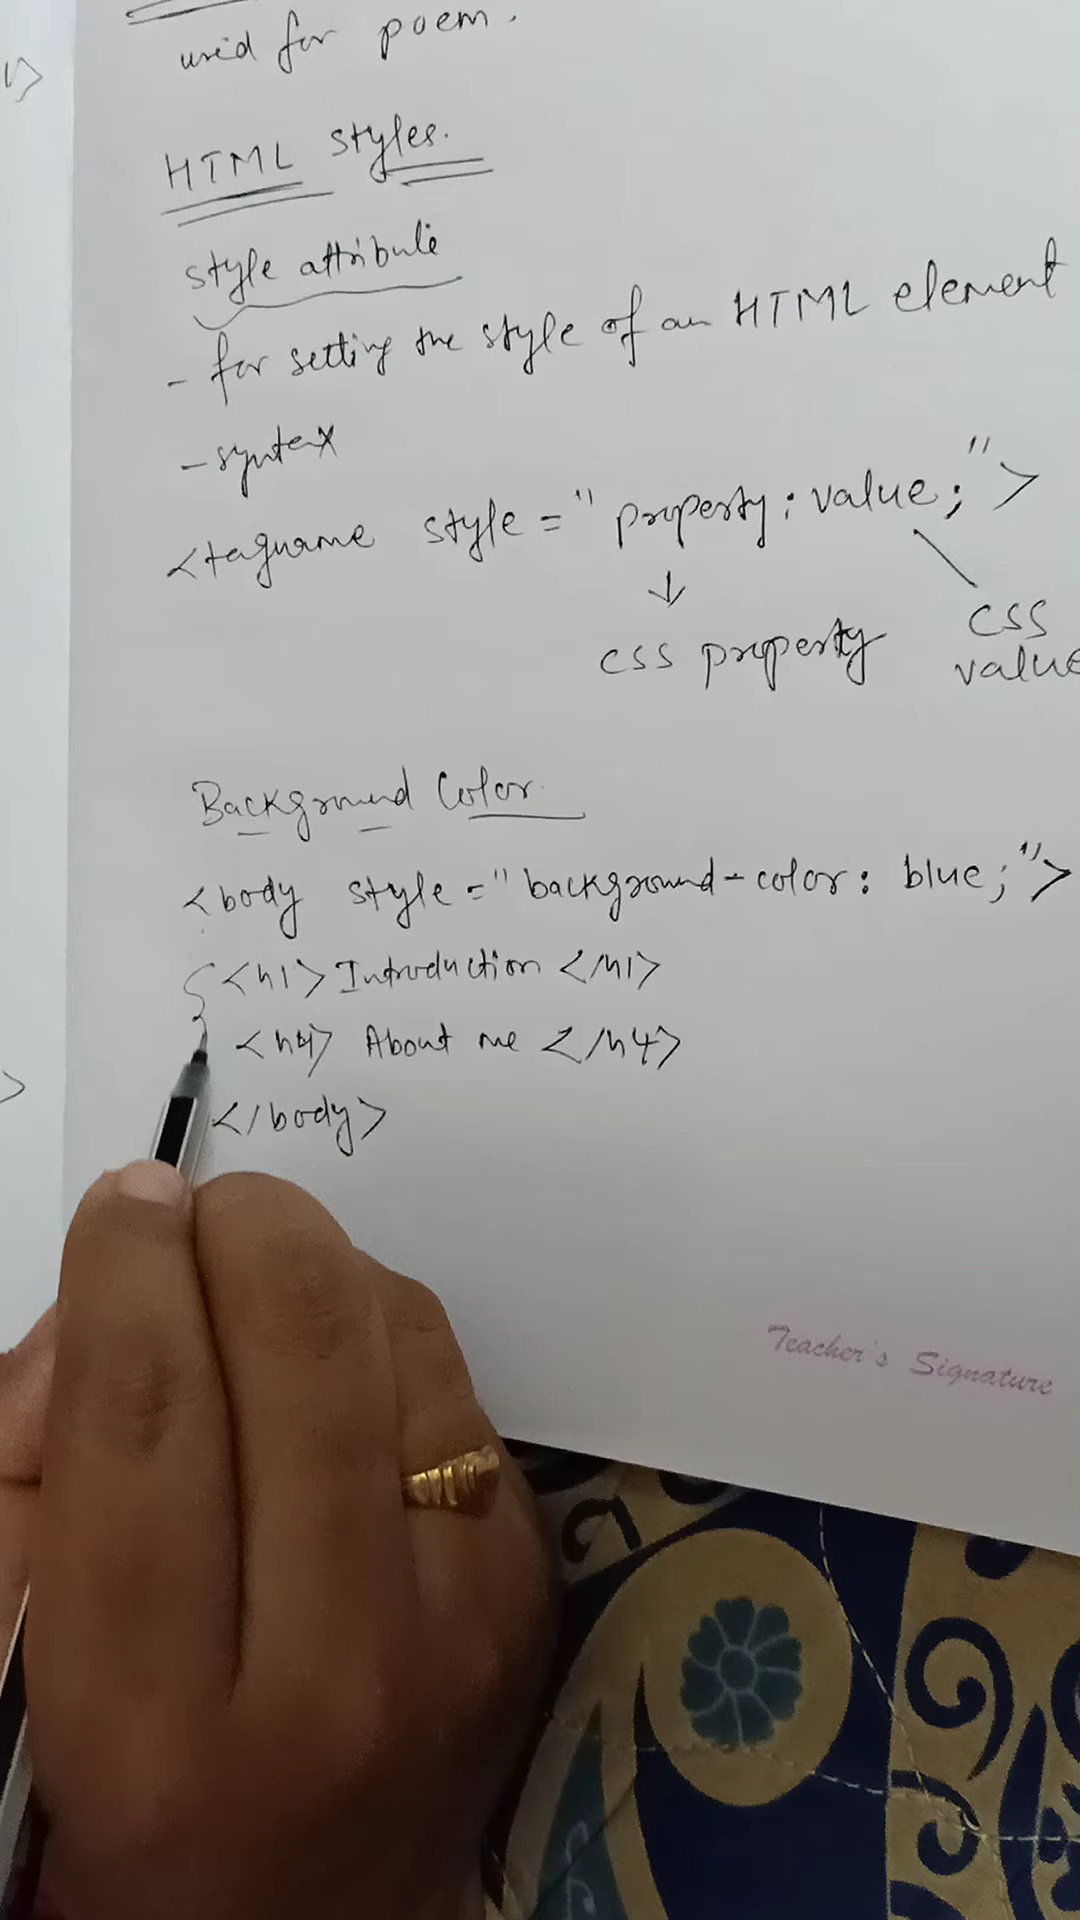 used for poem.
HTML styles.
style attribute
- for setting the style of an HTML element
- syntax
<tagname style="property: value;">
↓
CSS property
CSS
value
Background Color
<body style="background-color: blue;">
<h1> Introduction </h1>
<h4> About me </h4>
</body>
Teacher's Signature